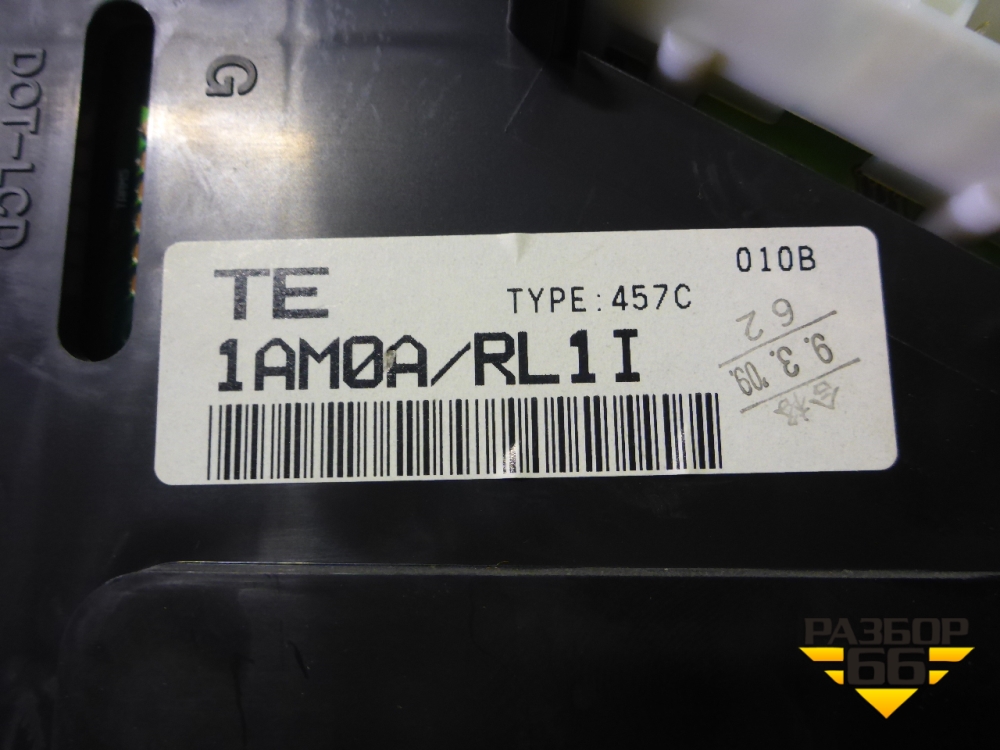 DOT-LCD
G
TE
010B
TYPE:457C
1AM0A/RL1I
62
9.3.'09.
合格
РАЗБОР
66